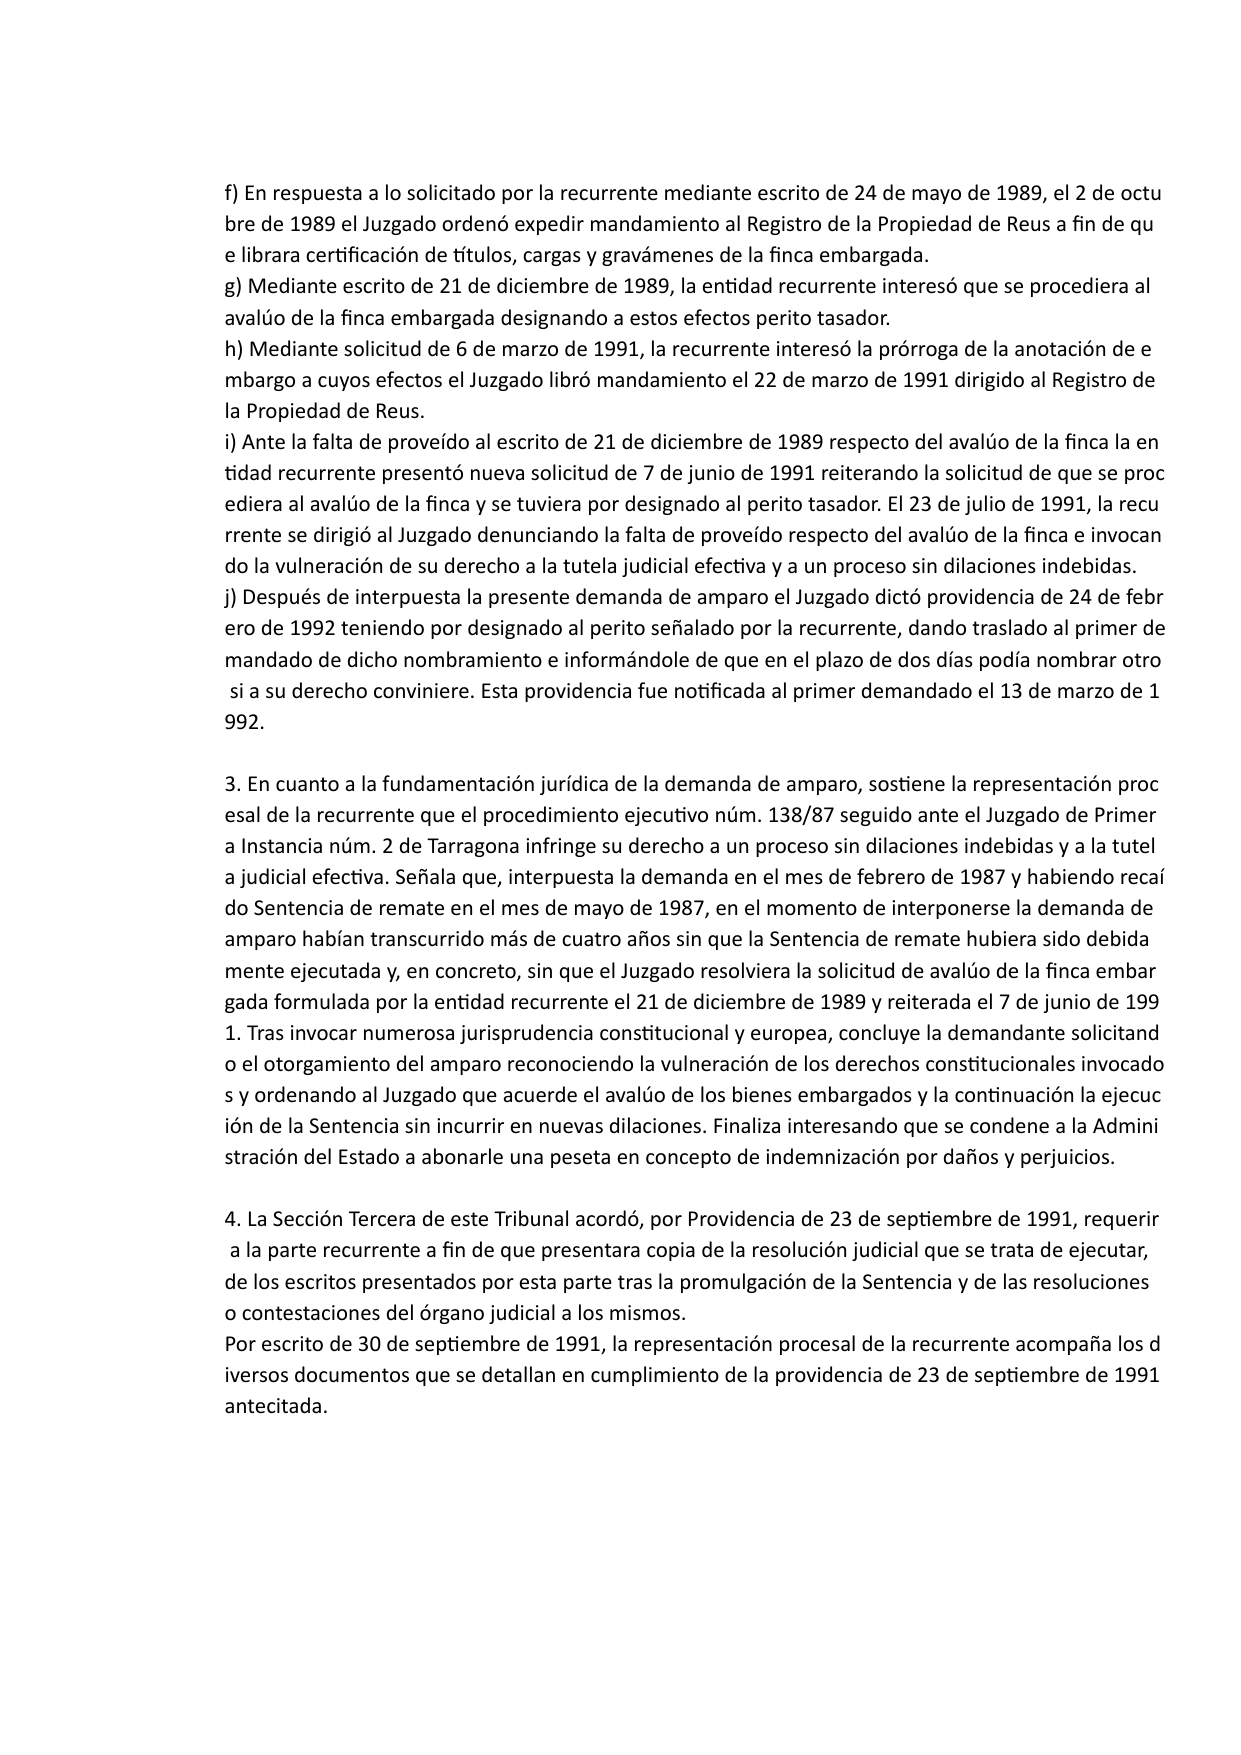 f) En respuesta a lo solicitado por la recurrente mediante escrito de 24 de mayo de 1989, el 2 de octu
bre de 1989 el Juzgado ordenó expedir mandamiento al Registro de la Propiedad de Reus a fin de qu
e librara certificación de títulos, cargas y gravámenes de la finca embargada.
g) Mediante escrito de 21 de diciembre de 1989, la entidad recurrente interesó que se procediera al
avalúo de la finca embargada designando a estos efectos perito tasador.
h) Mediante solicitud de 6 de marzo de 1991, la recurrente interesó la prórroga de la anotación de e
mbargo a cuyos efectos el Juzgado libró mandamiento el 22 de marzo de 1991 dirigido al Registro de
la Propiedad de Reus.
i) Ante la falta de proveído al escrito de 21 de diciembre de 1989 respecto del avalúo de la finca la en
tidad recurrente presentó nueva solicitud de 7 de junio de 1991 reiterando la solicitud de que se proc
ediera al avalúo de la finca y se tuviera por designado al perito tasador. El 23 de julio de 1991, la recu
rrente se dirigió al Juzgado denunciando la falta de proveído respecto del avalúo de la finca e invocan
do la vulneración de su derecho a la tutela judicial efectiva y a un proceso sin dilaciones indebidas.
j) Después de interpuesta la presente demanda de amparo el Juzgado dictó providencia de 24 de febr
ero de 1992 teniendo por designado al perito señalado por la recurrente, dando traslado al primer de
mandado de dicho nombramiento e informándole de que en el plazo de dos días podía nombrar otro
si a su derecho conviniere. Esta providencia fue notificada al primer demandado el 13 de marzo de 1
992.
3. En cuanto a la fundamentación jurídica de la demanda de amparo, sostiene la representación proc
esal de la recurrente que el procedimiento ejecutivo núm. 138/87 seguido ante el Juzgado de Primer
a Instancia núm. 2 de Tarragona infringe su derecho a un proceso sin dilaciones indebidas y a la tutel
a judicial efectiva. Señala que, interpuesta la demanda en el mes de febrero de 1987 y habiendo recaí
do Sentencia de remate en el mes de mayo de 1987, en el momento de interponerse la demanda de
amparo habían transcurrido más de cuatro años sin que la Sentencia de remate hubiera sido debida
mente ejecutada y, en concreto, sin que el Juzgado resolviera la solicitud de avalúo de la finca embar
gada formulada por la entidad recurrente el 21 de diciembre de 1989 y reiterada el 7 de junio de 199
1. Tras invocar numerosa jurisprudencia constitucional y europea, concluye la demandante solicitand
o el otorgamiento del amparo reconociendo la vulneración de los derechos constitucionales invocado
s y ordenando al Juzgado que acuerde el avalúo de los bienes embargados y la continuación la ejecuc
ión de la Sentencia sin incurrir en nuevas dilaciones. Finaliza interesando que se condene a la Admini
stración del Estado a abonarle una peseta en concepto de indemnización por daños y perjuicios.
4. La Sección Tercera de este Tribunal acordó, por Providencia de 23 de septiembre de 1991, requerir
a la parte recurrente a fin de que presentara copia de la resolución judicial que se trata de ejecutar,
de los escritos presentados por esta parte tras la promulgación de la Sentencia y de las resoluciones
o contestaciones del órgano judicial a los mismos.
Por escrito de 30 de septiembre de 1991, la representación procesal de la recurrente acompaña los d
iversos documentos que se detallan en cumplimiento de la providencia de 23 de septiembre de 1991
antecitada.